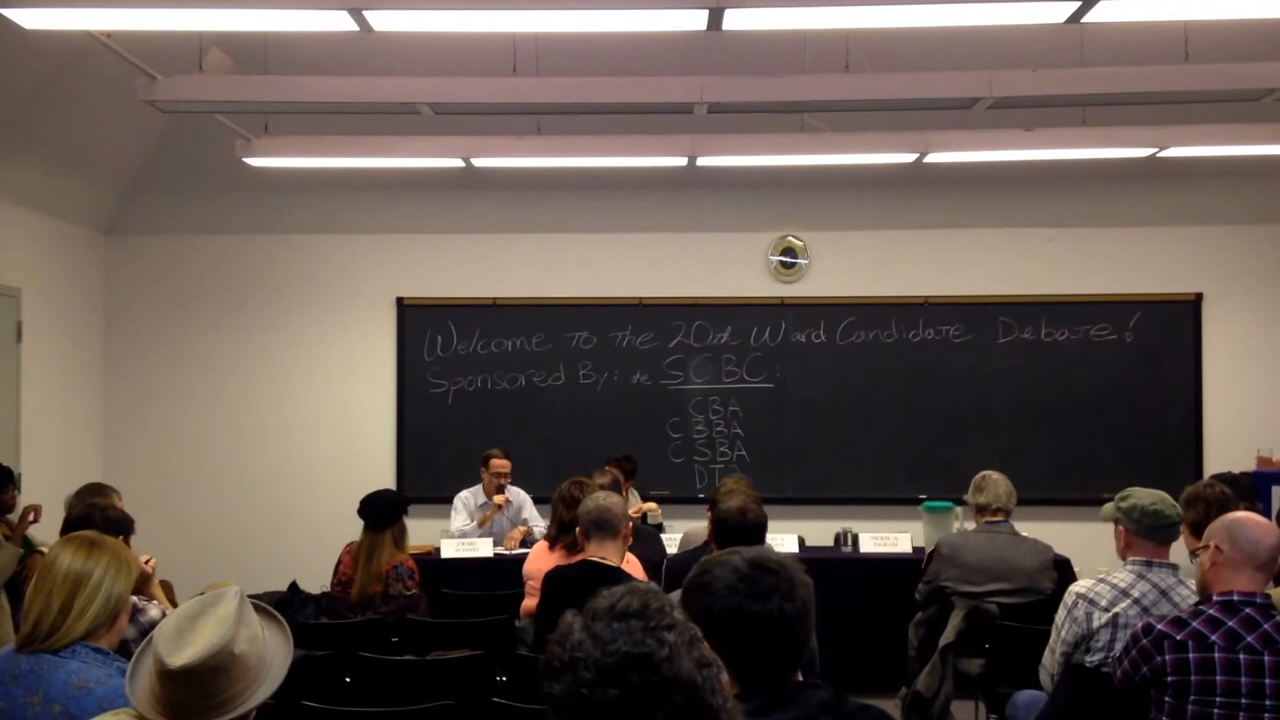 Welcome To the 20th Ward Candidate Debate!
Sponsored By: the SCBC:
CBA
CBBA
CSBA